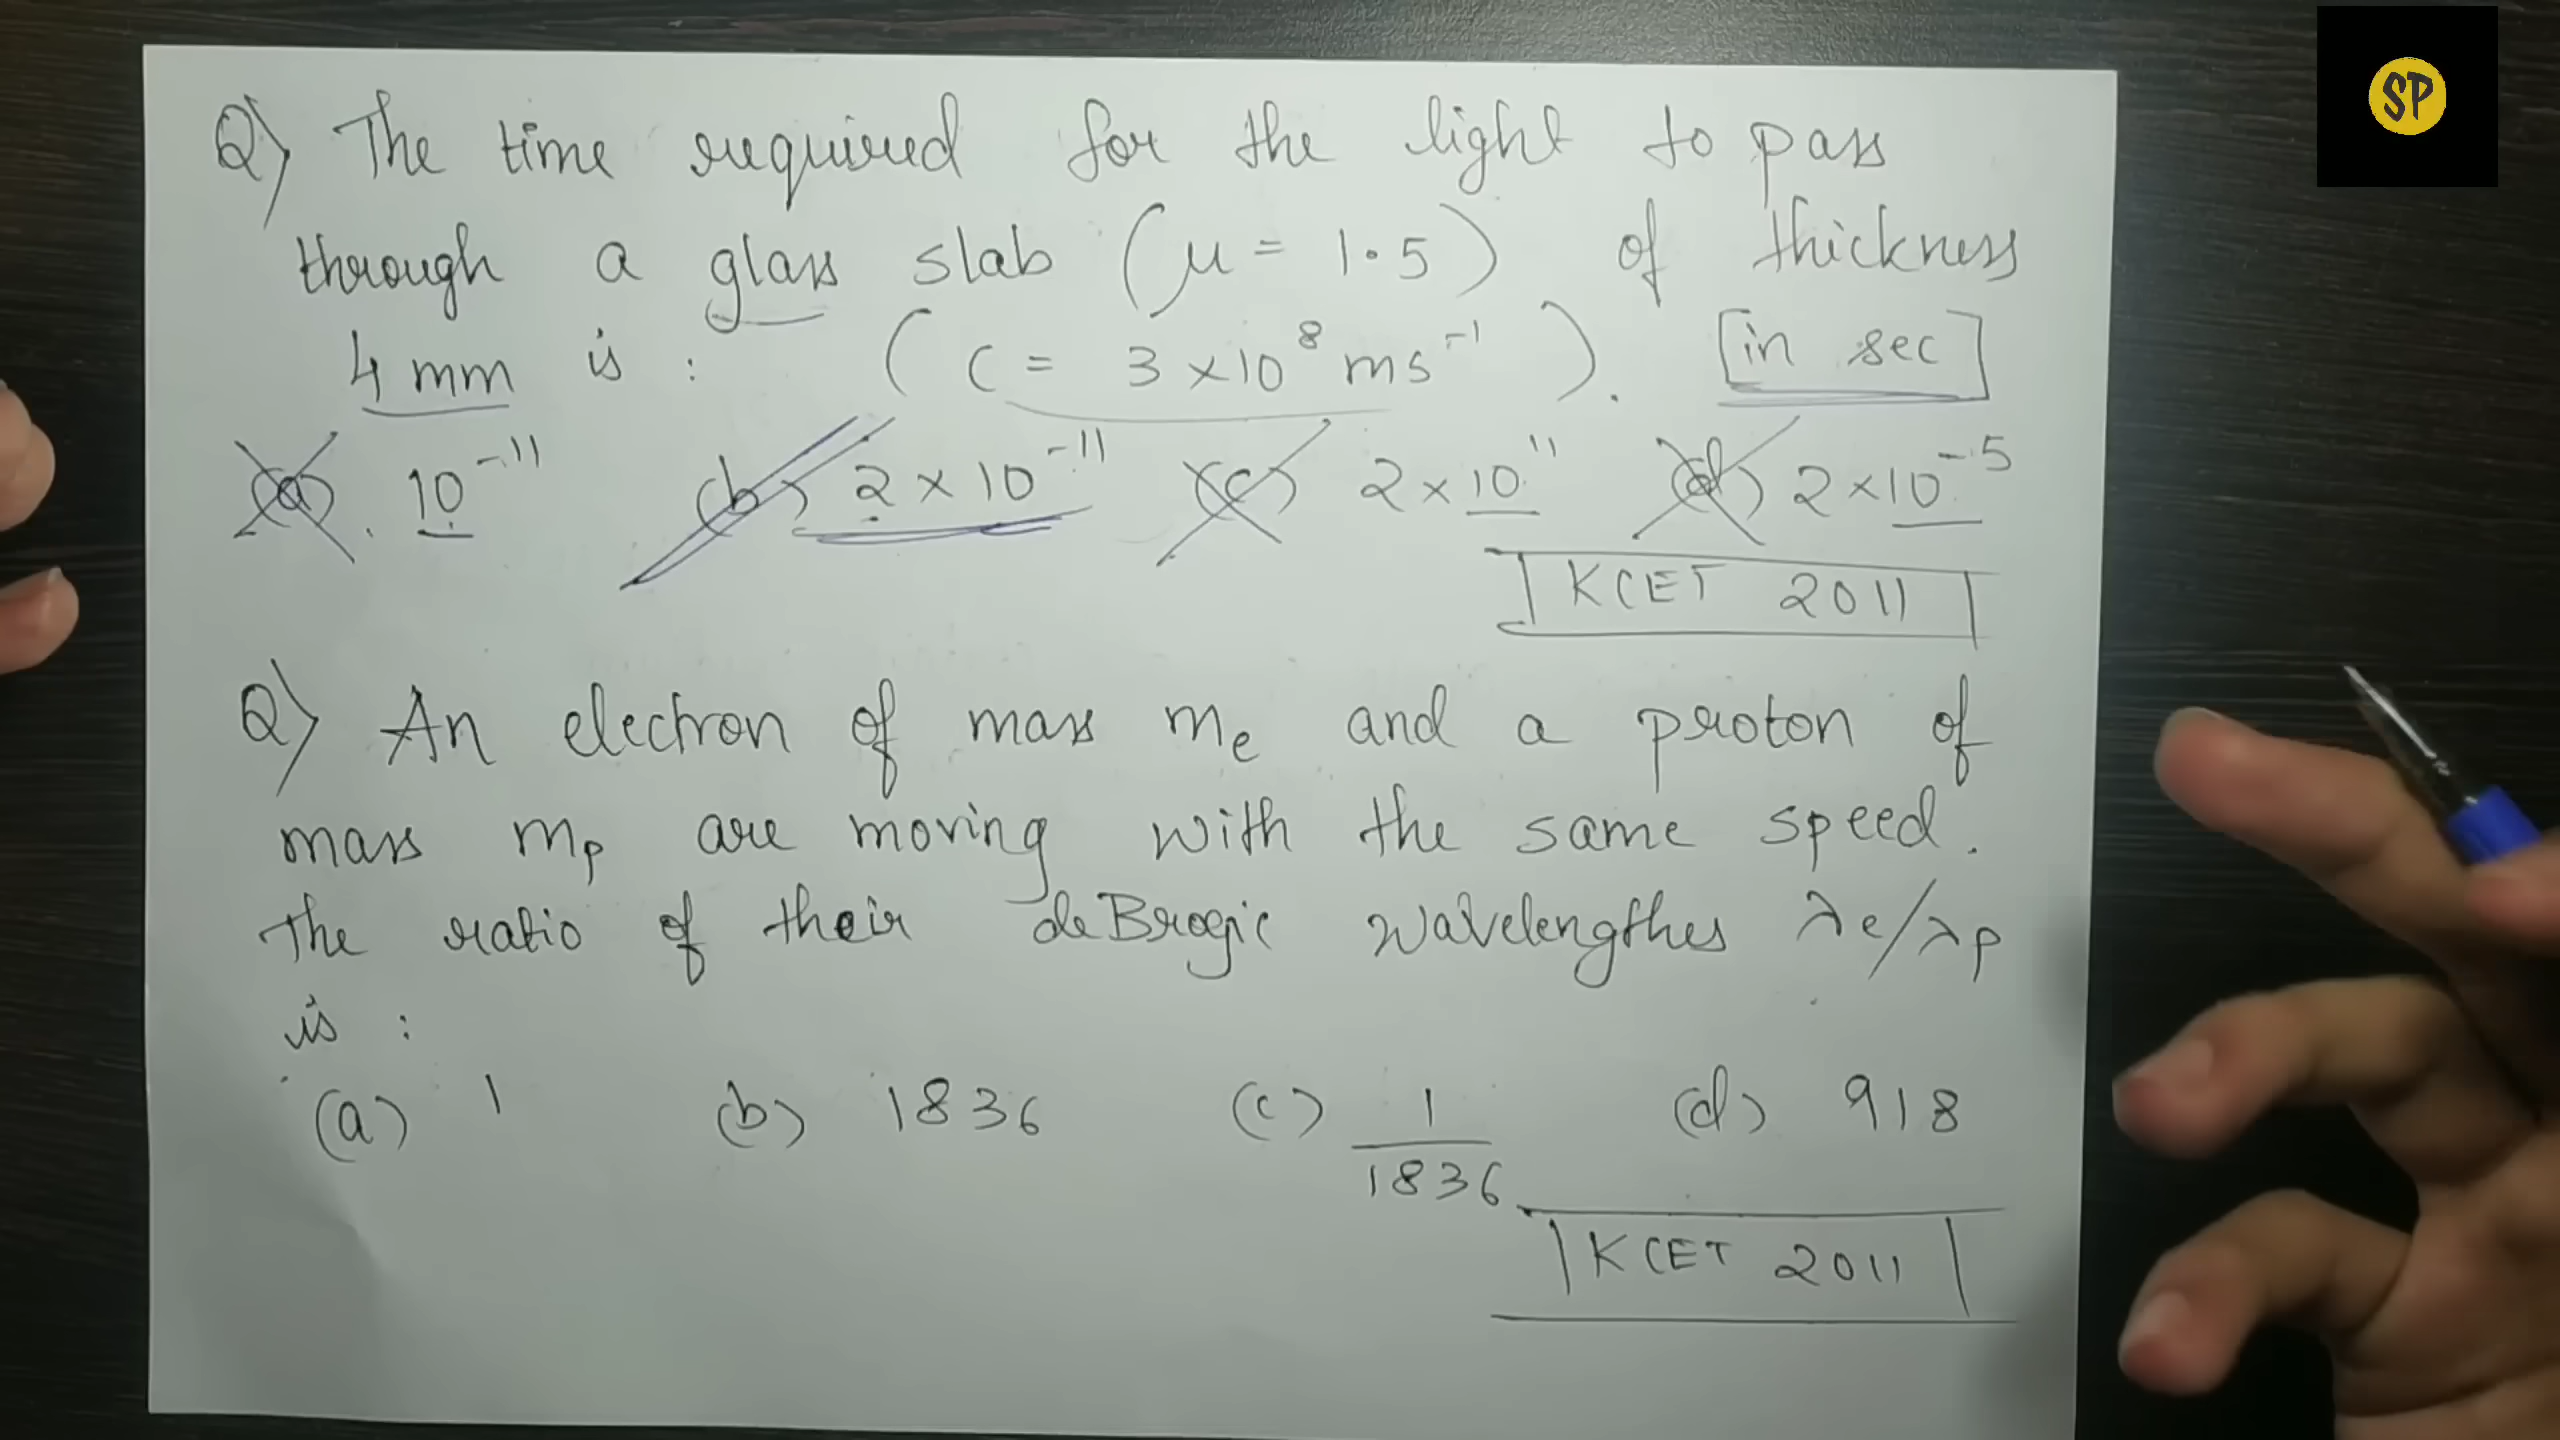 SP
Q) The time required for the light to pass
through a glass slab (μ = 1.5) of thickness
4 mm is : (c = 3 x 10⁸ ms⁻¹). [in sec]
(a). 10⁻¹¹ (b) 2 x 10⁻¹¹ (c) 2 x 10¹¹ (d) 2 x 10⁻⁵
KCET 2011
Q) An electron of mass mₑ and a proton of
mass mₚ are moving with the same speed.
The ratio of their deBrogic wavelengthes λe/λp
is :
(a) 1 (b) 1836 (c) 1/1836 (d) 918
KCET 2011